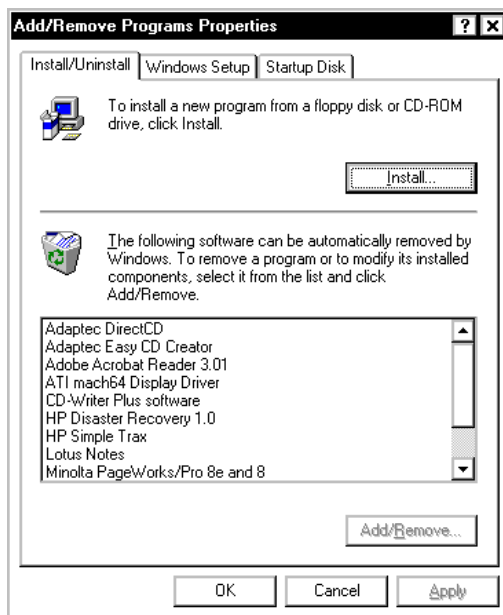 Add/Remove Programs Properties
? X
Install/Uninstall Windows Setup Startup Disk
To install a new program from a floppy disk or CD-ROM
drive, click Install.
Install...
The following software can be automatically removed by
Windows. To remove a program or to modify its installed
components, select it from the list and click
Add/Remove.
Adaptec DirectCD
Adaptec Easy CD Creator
Adobe Acrobat Reader 3.01
ATI mach64 Display Driver
CD-Writer Plus software
HP Disaster Recovery 1.0
HP Simple Trax
Lotus Notes
Minolta PageWorks/Pro 8e and 8
Add/Remove...
OK Cancel Apply